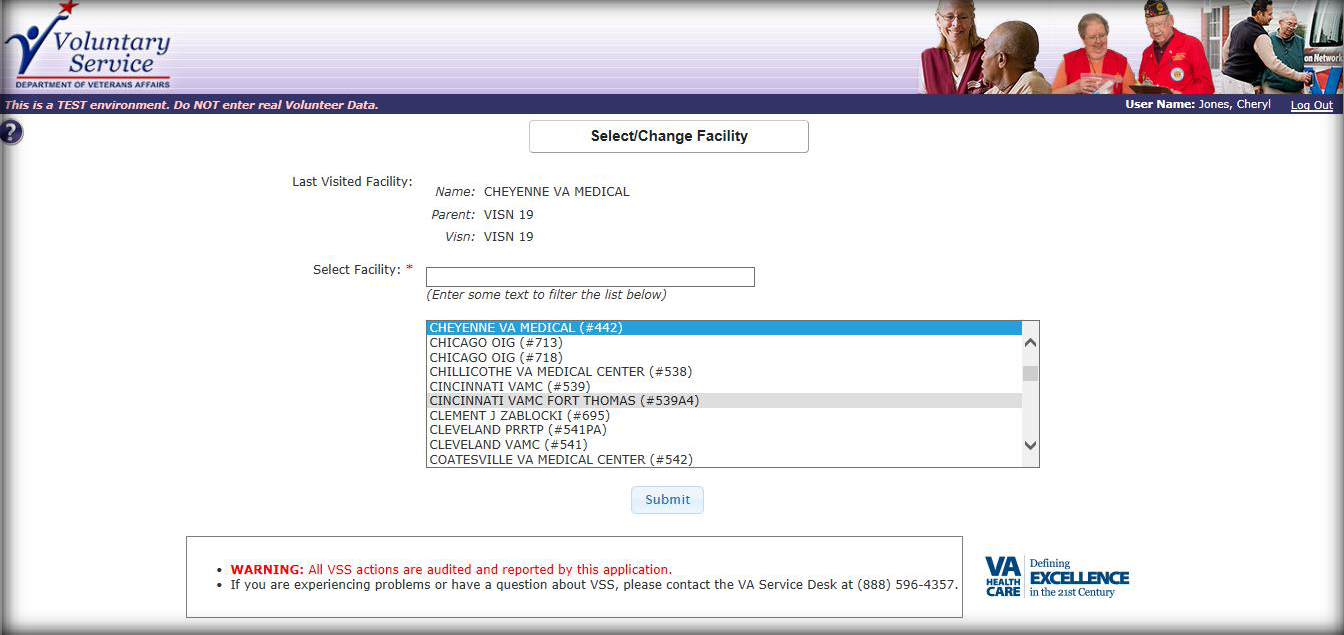 Voluntary
Service
DEPARTMENT OF VETERANS AFFAIRS
on Network
This is a TEST environment. Do NOT enter real Volunteer Data.
User Name: Jones, Cheryl Log Out
?
Select/Change Facility
Last Visited Facility:
Name: CHEYENNE VA MEDICAL
Parent: VISN 19
Visn: VISN 19
Select Facility: *
(Enter some text to filter the list below)
CHEYENNE VA MEDICAL (#442)
CHICAGO OIG (#713)
CHICAGO OIG (#718)
CHILLICOTHE VA MEDICAL CENTER (#538)
CINCINNATI VAMC (#539)
CINCINNATI VAMC FORT THOMAS (#539A4)
CLEMENT J ZABLOCKI (#695)
CLEVELAND PRRTP (#541PA)
CLEVELAND VAMC (#541)
COATESVILLE VA MEDICAL CENTER (#542)
Submit
• WARNING: All VSS actions are audited and reported by this application.
• If you are experiencing problems or have a question about VSS, please contact the VA Service Desk at (888) 596-4357.
VA
HEALTH
CARE
Defining
EXCELLENCE
in the 21st Century